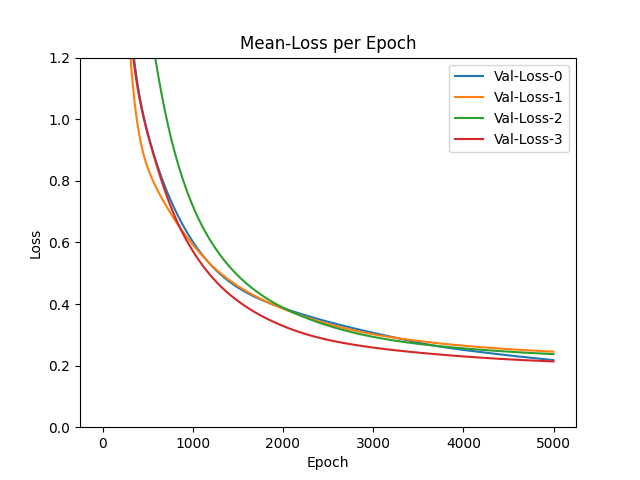 Mean-Loss per Epoch
1.2
1.0
0.8
0.6
0.4
0.2
0.0
Loss
Val-Loss-0
Val-Loss-1
Val-Loss-2
Val-Loss-3
0 1000 2000 3000 4000 5000
Epoch